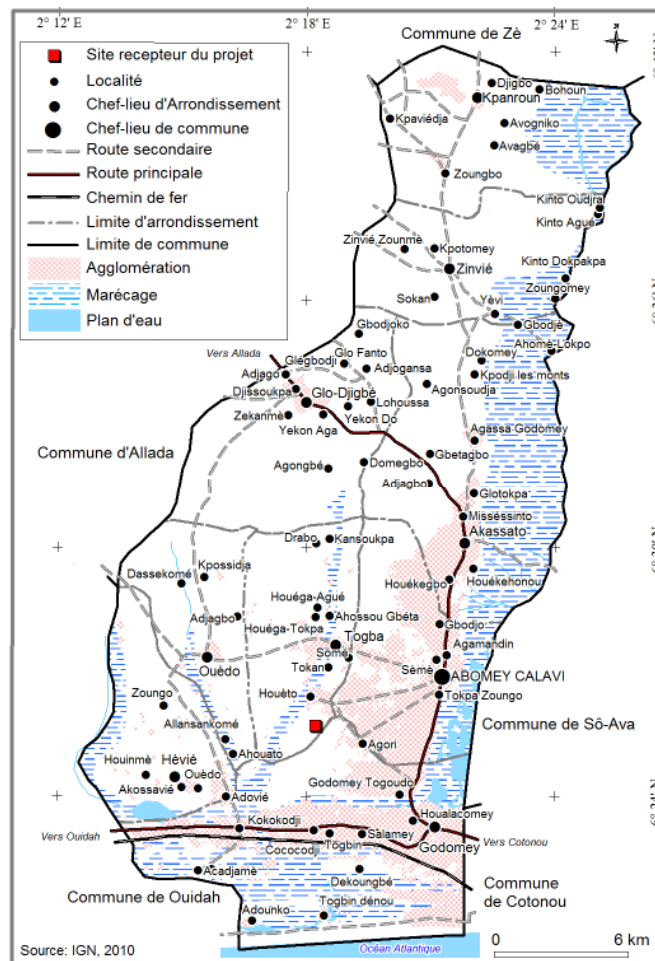 2° 12' E
2° 18' E
2° 24' E
Site recepteur du projet
Localité
Chef-lieu d'Arrondissement
Chef-lieu de commune
Route secondaire
Route principale
Chemin de fer
Limite d'arrondissement
Limite de commune
Agglomération
Marécage
Plan d'eau
Commune de Zè
Djigbo
Bohoun
Kpanroun
Kpaviédja
Avogniko
Avagbé
Zoungbo
Kinto Oudjra
Kinto Agué
Zinvié Zounmè
Kpotomey
Zinvié
Kinto Dokpakpa
Sokan
Zoungomey
Yèvi
Gbodjè
Gbodjoko
Ahomè-Lokpo
Vers Allada
Glo Fanto
Glégbodji
Dokomey
Adjago
Adjogansa
Kpodji les monts
Djissoukpa
Agonsoudja
Glo-Djigbé
Lohoussa
Zekanmè
Yekon Do
Yekon Aga
Agassa Godomey
Commune d'Allada
Agongbé
Domegbo
Gbetagbo
Adjagbo
Glotokpa
Missèssinto
Akassato
Drabo
Kansoukpa
Dassekomé
Kpossidja
Houékegbo
Houékehonou
Houéga-Agué
Adjagbo
Ahossou Gbéta
Houéga-Tokpa
Gbodjo
Togba
Somè
Agamandin
Ouèdo
Tokan
Sèmè
ABOMEY CALAVI
Zoungo
Houèto
Tokpa Zoungo
Commune de Sô-Ava
Allansankomé
Ahouato
Agori
Houinmè
Hêvié
Ouèdo
Akossavié
Adovié
Godomey Togoudo
Kokokodji
Houalacomey
Vers Ouidah
Salamey
Godomey
Vers Cotonou
Togbin
Cococodji
Acadjamè
Dekoungbé
Commune de Ouidah
Commune
de Cotonou
Togbin dénou
Adounko
Source: IGN, 2010
Océan Atlantique
0
6 km